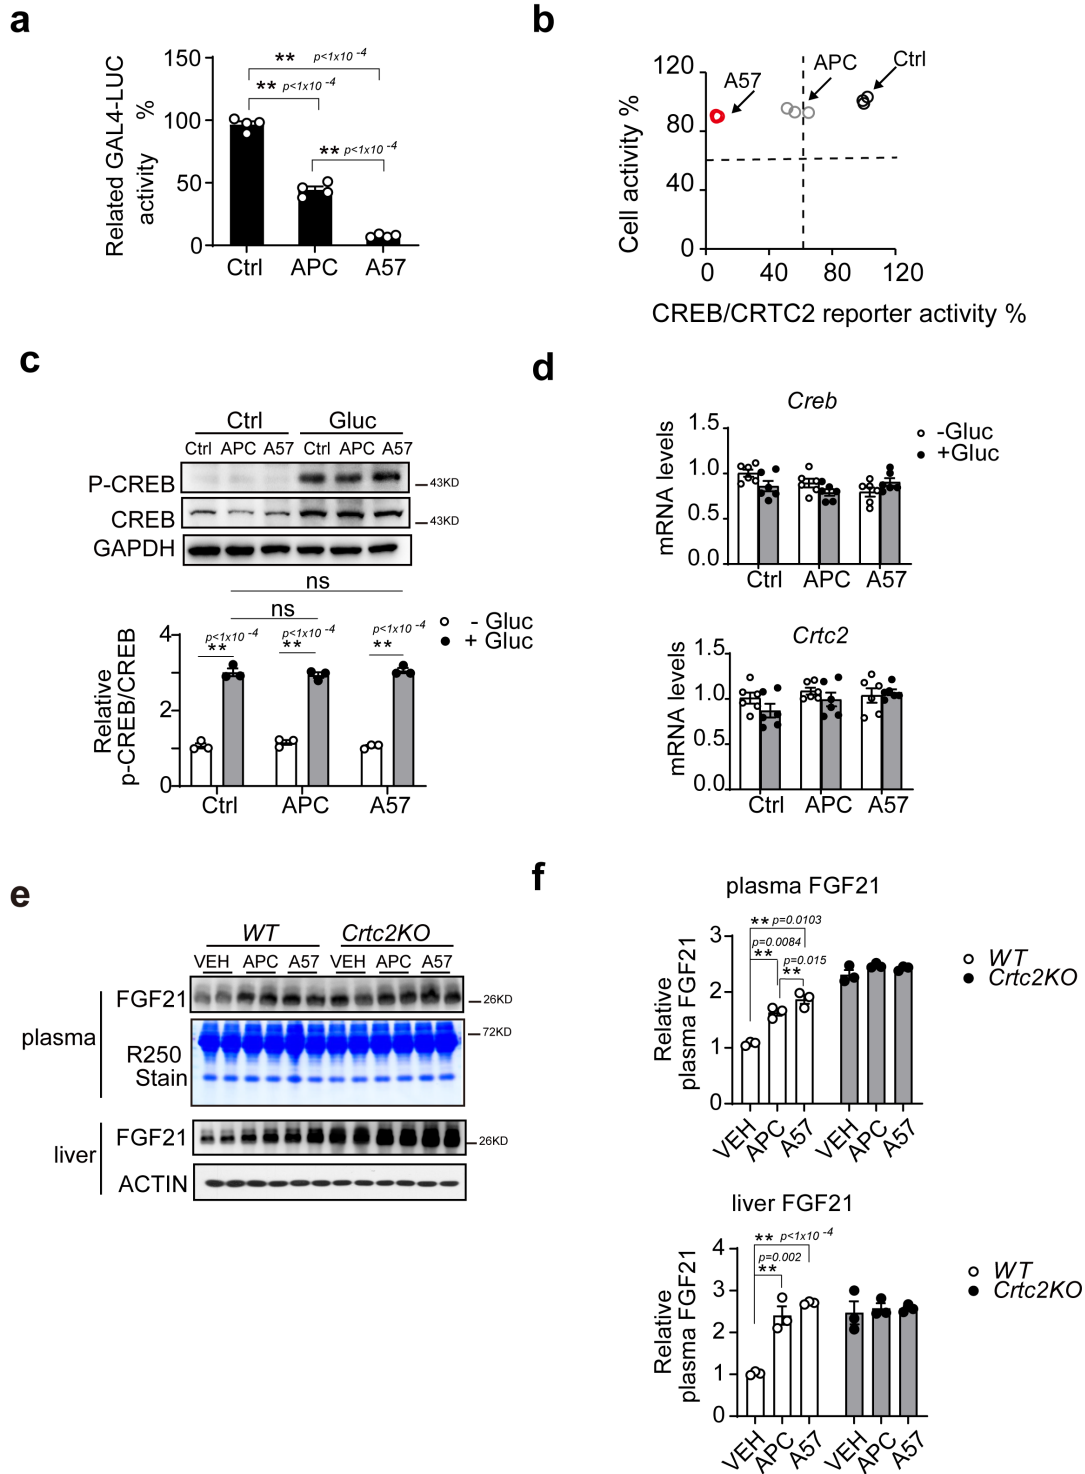 a
Related GAL4-LUC
activity %
150
100
50
0
** p<1x10 -4
** p<1x10 -4
** p<1x10 -4
Ctrl APC A57
b
Cell activity %
120
80
40
0
A57
APC
Ctrl
0 40 80 120
CREB/CRTC2 reporter activity %
c
Ctrl Gluc
Ctrl APC A57 Ctrl APC A57
P-CREB
43KD
CREB
43KD
GAPDH
ns
ns
Relative
p-CREB/CREB
4
2
0
p<1x10 -4
**
p<1x10 -4
**
p<1x10 -4
**
- Gluc
+ Gluc
Ctrl APC A57
d
Creb
mRNA levels
1.5
1.0
0.5
0.0
-Gluc
+Gluc
Ctrl APC A57
Crtc2
mRNA levels
1.5
1.0
0.5
0.0
Ctrl APC A57
e
WT Crtc2KO
VEH APC A57 VEH APC A57
plasma
FGF21
26KD
72KD
R250
Stain
liver
FGF21
26KD
ACTIN
f
plasma FGF21
Relative
plasma FGF21
3
2
1
0
** p=0.0103
p=0.0084
**
p=0.015
**
WT
Crtc2KO
VEH APC A57 VEH APC A57
liver FGF21
Relative
plasma FGF21
4
3
2
1
0
** p<1x10 -4
p=0.002
**
WT
Crtc2KO
VEH APC A57 VEH APC A57